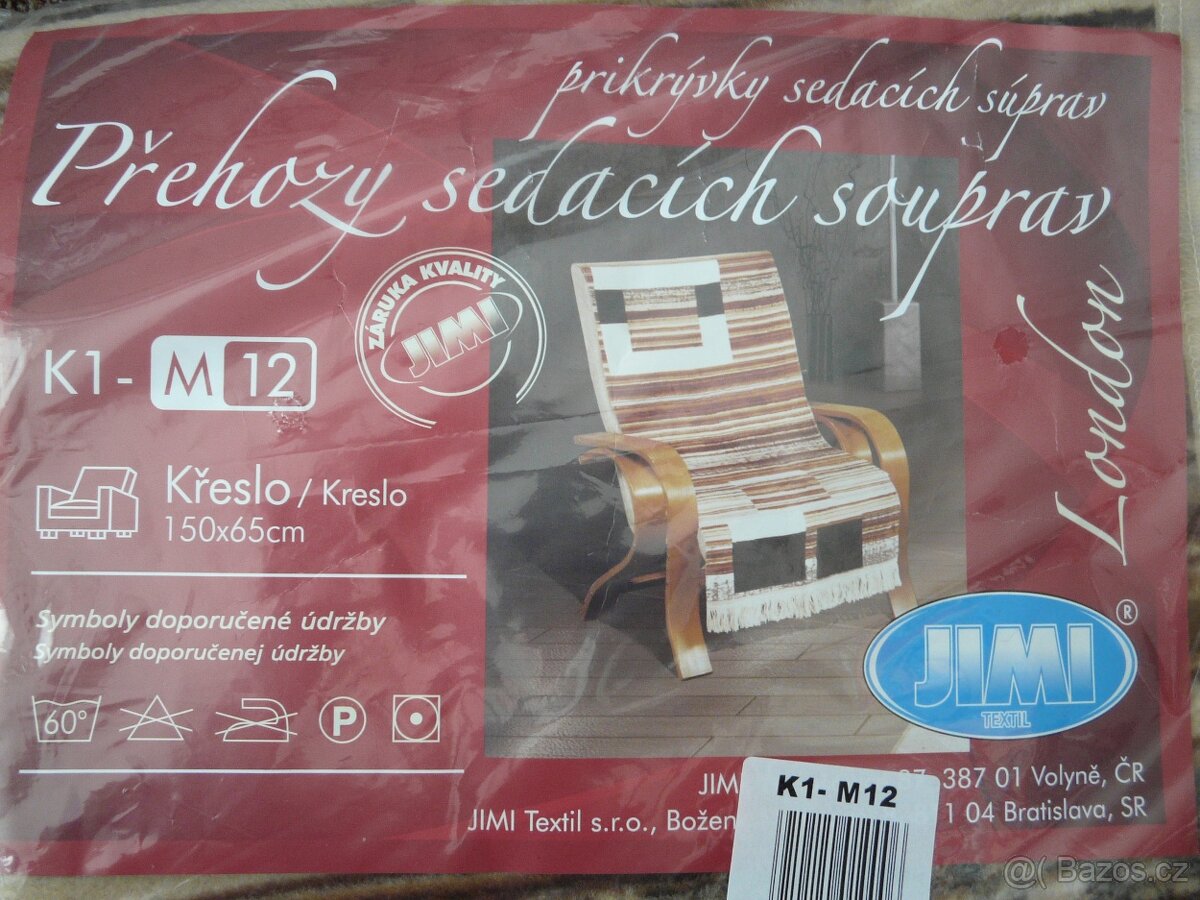 prikrývky sedacích súprav
Přehozy sedacích souprav
ZÁRUKA KVALITY
JIMI
K1- M 12
London
Křeslo / Kreslo
150x65cm
Symboly doporučené údržby
Symboly doporučenej údržby
60° P
JIMI
TEXTIL
®
JIM 387 01 Volyně, ČR
JIMI Textil s.r.o., Božen 1 04 Bratislava, SR
K1- M12
@( Bazos.cz